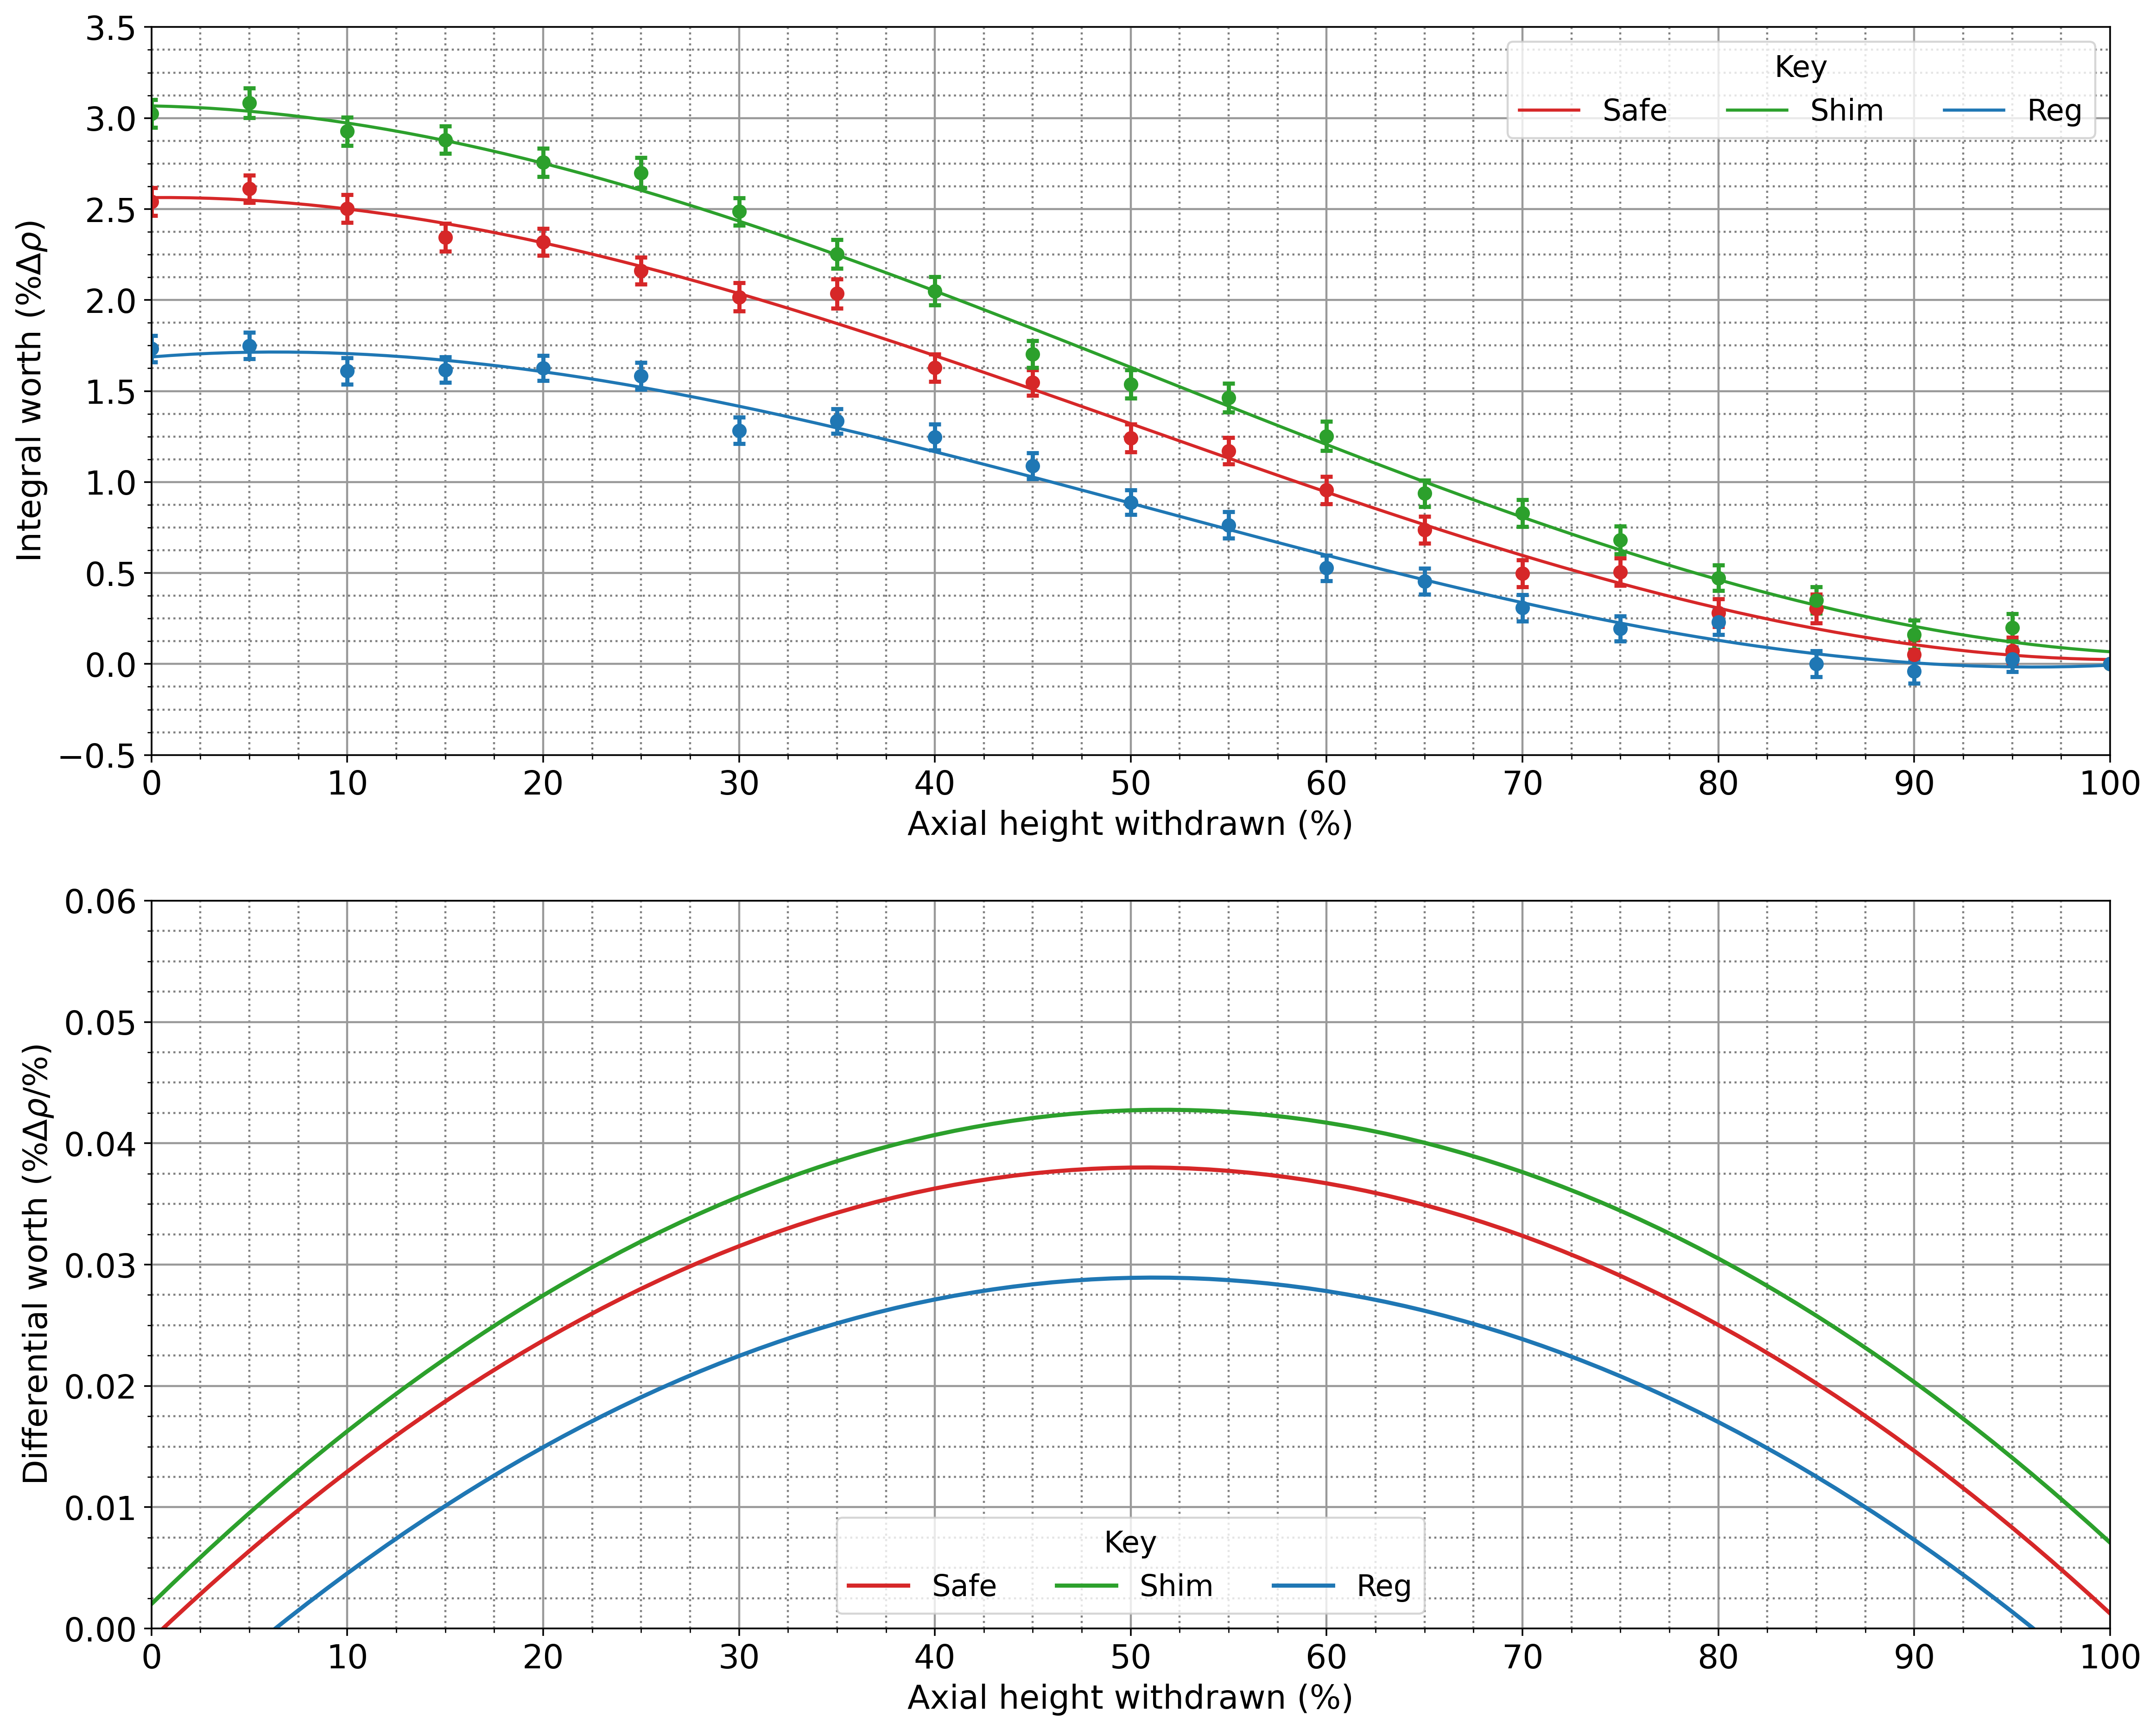 3.5
3.0
2.5
2.0
1.5
1.0
0.5
0.0
−0.5
Integral worth (%Δρ)
Key
Safe Shim Reg
0 10 20 30 40 50 60 70 80 90 100
Axial height withdrawn (%)
0.06
0.05
0.04
0.03
0.02
0.01
0.00
Differential worth (%Δρ/%)
Key
Safe Shim Reg
0 10 20 30 40 50 60 70 80 90 100
Axial height withdrawn (%)